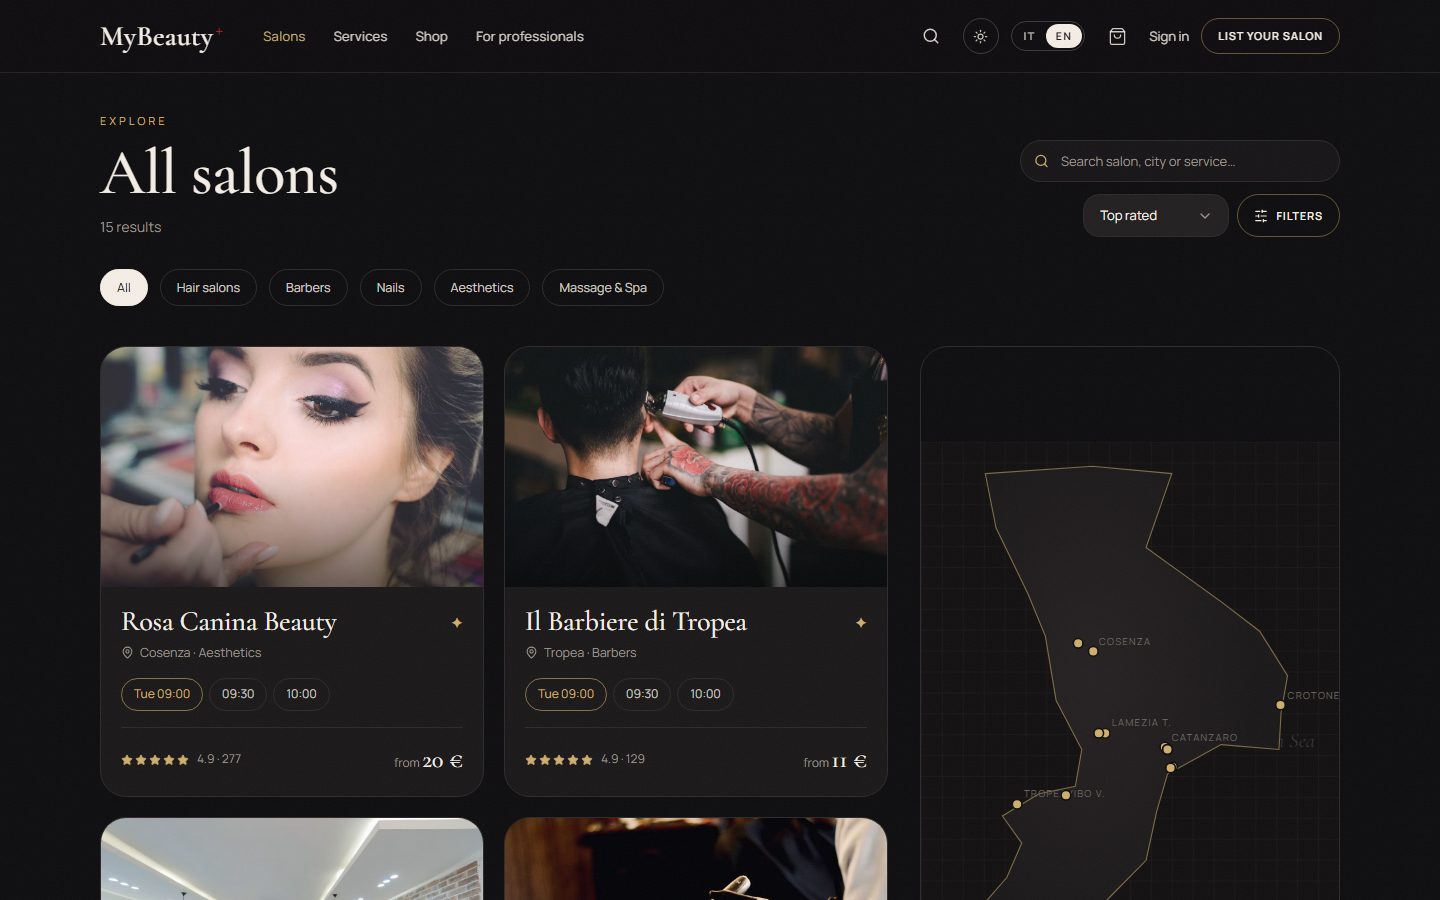 MyBeauty+
Salons Services Shop For professionals
IT EN Sign in LIST YOUR SALON
EXPLORE
All salons
15 results
Search salon, city or service...
Top rated FILTERS
All Hair salons Barbers Nails Aesthetics Massage & Spa
Rosa Canina Beauty
Cosenza · Aesthetics
Tue 09:00 09:30 10:00
4.9 · 277 from 20 €
Il Barbiere di Tropea
Tropea · Barbers
Tue 09:00 09:30 10:00
4.9 · 129 from 11 €
COSENZA
CROTONE
LAMEZIA T.
CATANZARO
Sea
TROPE IBO V.